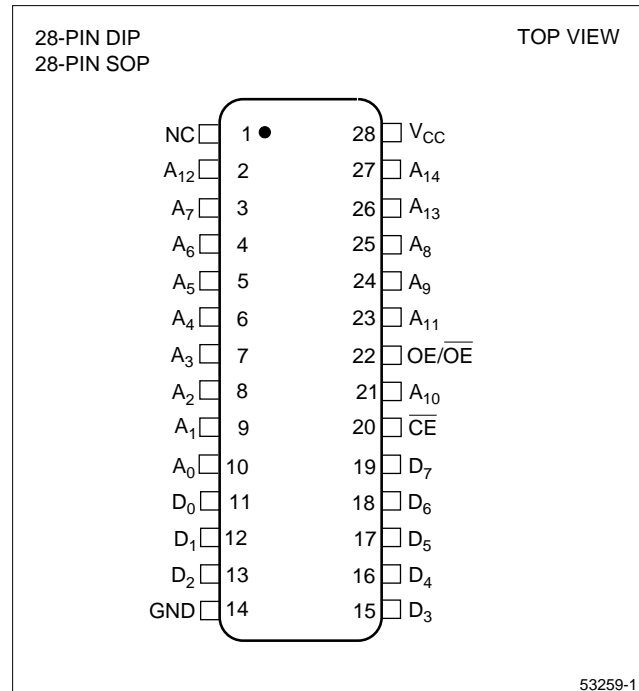 28-PIN DIP TOP VIEW
28-PIN SOP
NC 1 28 VCC
A12 2 27 A14
A7 3 26 A13
A6 4 25 A8
A5 5 24 A9
A4 6 23 A11
A3 7 22 OE/O̅E̅
A2 8 21 A10
A1 9 20 C̅E̅
A0 10 19 D7
D0 11 18 D6
D1 12 17 D5
D2 13 16 D4
GND 14 15 D3
53259-1